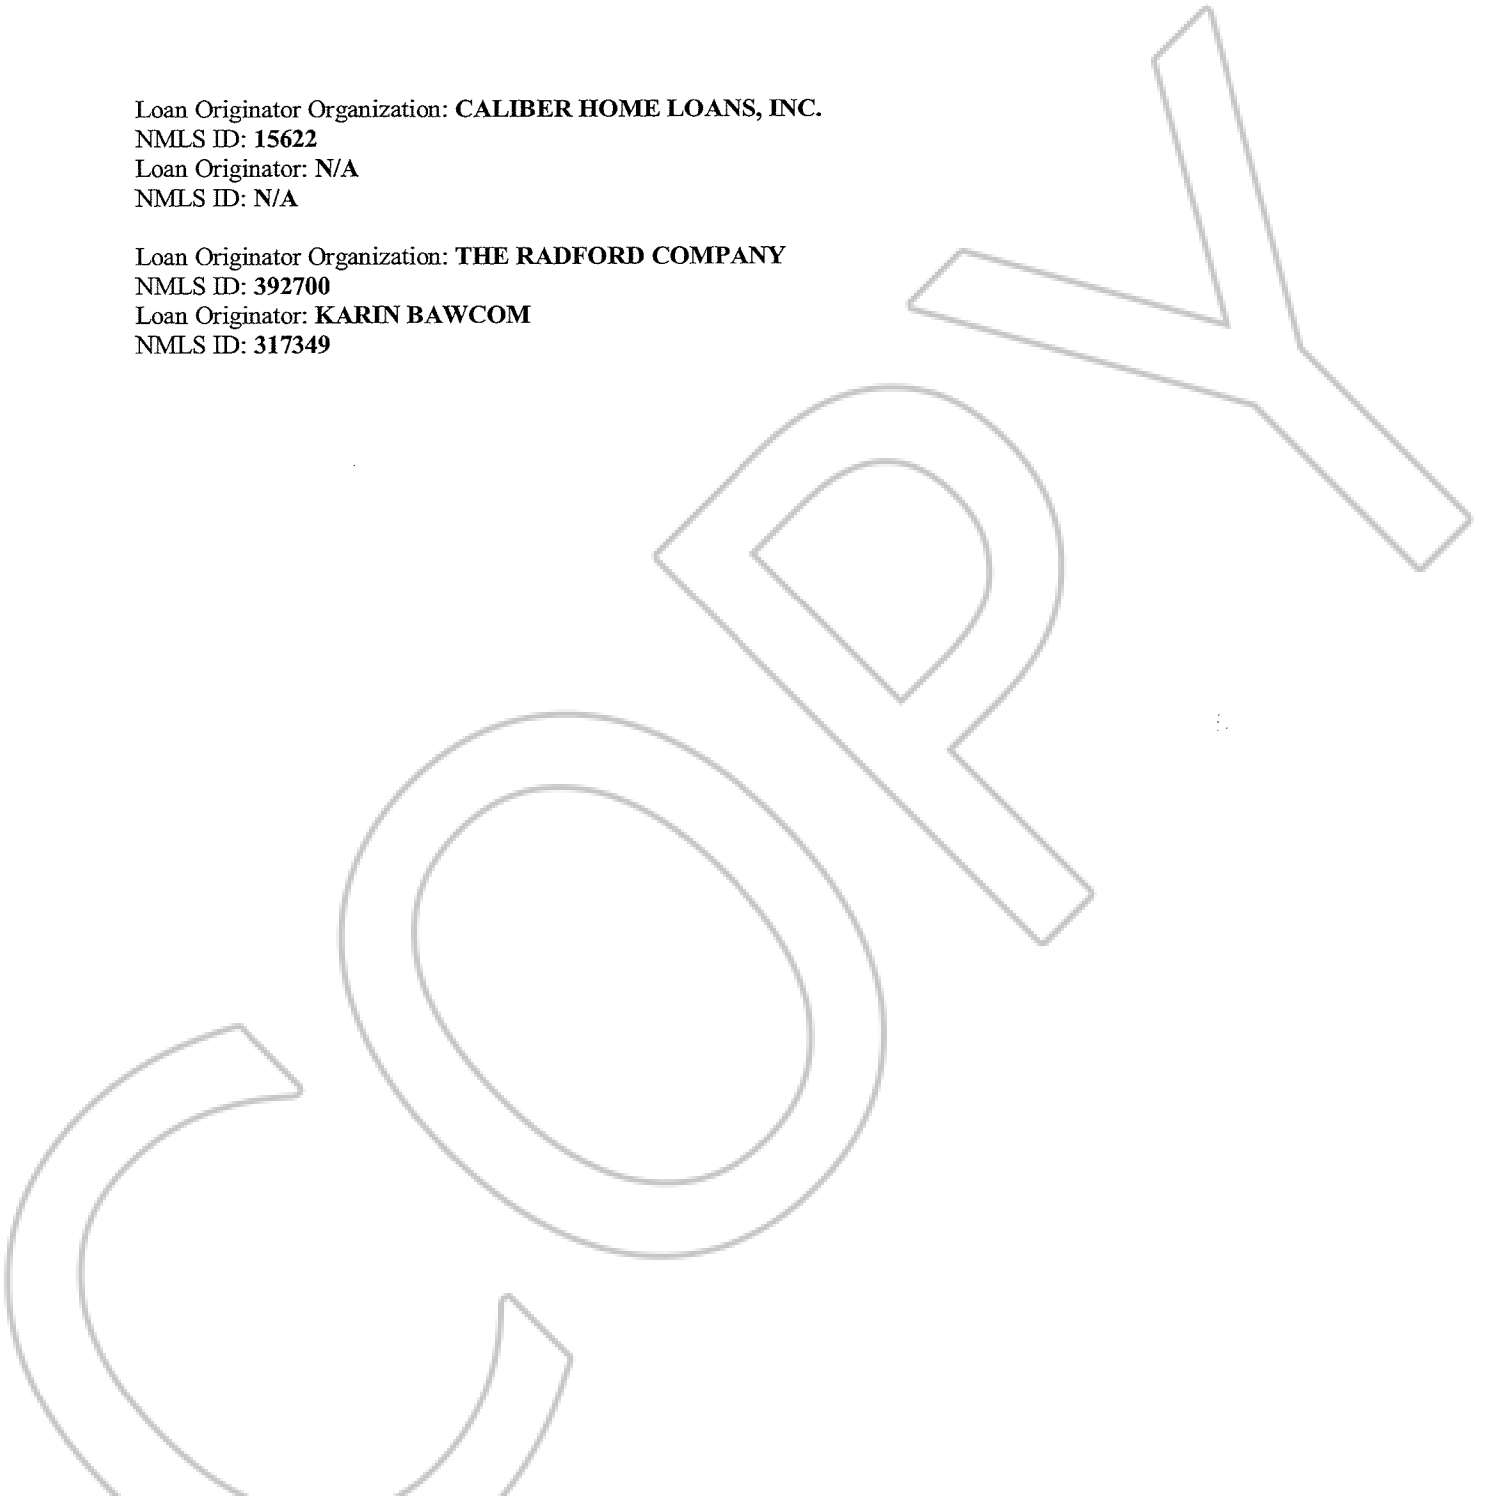 Loan Originator Organization: CALIBER HOME LOANS, INC.
NMLS ID: 15622
Loan Originator: N/A
NMLS ID: N/A
Loan Originator Organization: THE RADFORD COMPANY
NMLS ID: 392700
Loan Originator: KARIN BAWCOM
NMLS ID: 317349
COPY